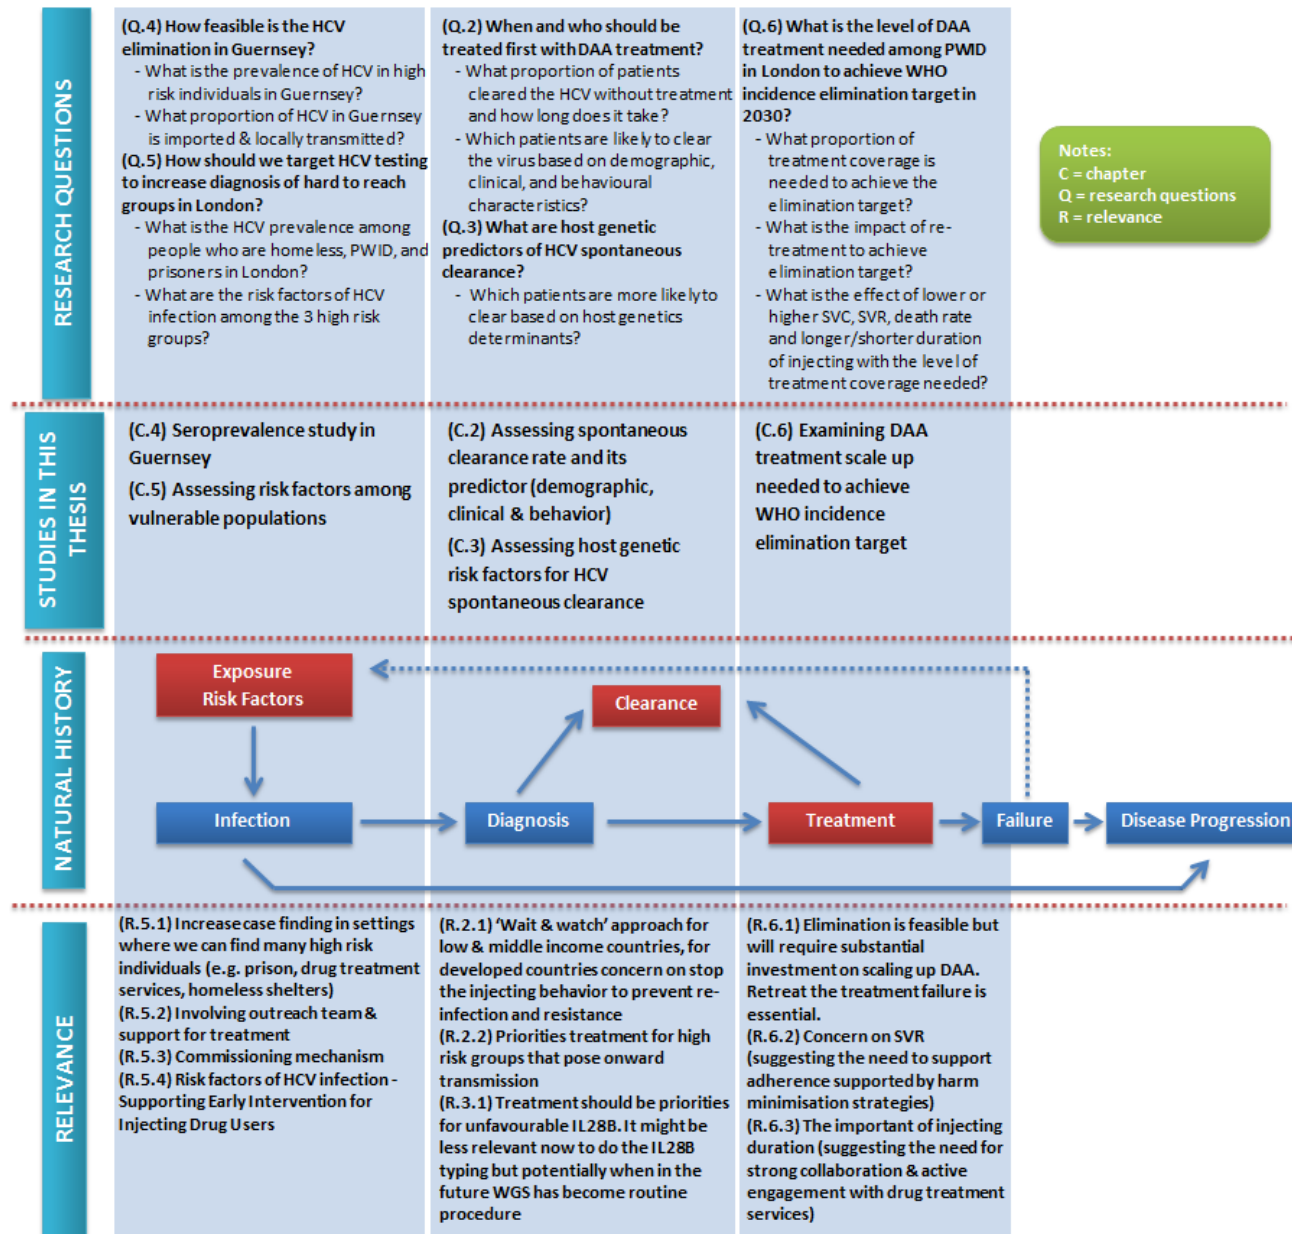 RESEARCH QUESTIONS
(Q.4) How feasible is the HCV
elimination in Guernsey?
- What is the prevalence of HCV in high
risk individuals in Guernsey?
- What proportion of HCV in Guernsey
is imported & locally transmitted?
(Q.5) How should we target HCV testing
to increase diagnosis of hard to reach
groups in London?
- What is the HCV prevalence among
people who are homeless, PWID, and
prisoners in London?
- What are the risk factors of HCV
infection among the 3 high risk
groups?
(Q.2) When and who should be
treated first with DAA treatment?
- What proportion of patients
cleared the HCV without treatment
and how long does it take?
- Which patients are likely to clear
the virus based on demographic,
clinical, and behavioural
characteristics?
(Q.3) What are host genetic
predictors of HCV spontaneous
clearance?
- Which patients are more likely to
clear based on host genetics
determinants?
(Q.6) What is the level of DAA
treatment needed among PWID
in London to achieve WHO
incidence elimination target in
2030?
- What proportion of
treatment coverage is
needed to achieve the
elimination target?
- What is the impact of re-
treatment to achieve
elimination target?
- What is the effect of lower or
higher SVC, SVR, death rate
and longer/shorter duration
of injecting with the level of
treatment coverage needed?
Notes:
C = chapter
Q = research questions
R = relevance
STUDIES IN THIS
THESIS
(C.4) Seroprevalence study in
Guernsey
(C.5) Assessing risk factors among
vulnerable populations
(C.2) Assessing spontaneous
clearance rate and its
predictor (demographic,
clinical & behavior)
(C.3) Assessing host genetic
risk factors for HCV
spontaneous clearance
(C.6) Examining DAA
treatment scale up
needed to achieve
WHO incidence
elimination target
NATURAL HISTORY
Exposure
Risk Factors
Clearance
Infection
Diagnosis
Treatment
Failure
Disease Progression
RELEVANCE
(R.5.1) Increase case finding in settings
where we can find many high risk
individuals (e.g. prison, drug treatment
services, homeless shelters)
(R.5.2) Involving outreach team &
support for treatment
(R.5.3) Commissioning mechanism
(R.5.4) Risk factors of HCV infection -
Supporting Early Intervention for
Injecting Drug Users
(R.2.1) 'Wait & watch' approach for
low & middle income countries, for
developed countries concern on stop
the injecting behavior to prevent re-
infection and resistance
(R.2.2) Priorities treatment for high
risk groups that pose onward
transmission
(R.3.1) Treatment should be priorities
for unfavourable IL28B. It might be
less relevant now to do the IL28B
typing but potentially when in the
future WGS has become routine
procedure
(R.6.1) Elimination is feasible but
will require substantial
investment on scaling up DAA.
Retreat the treatment failure is
essential.
(R.6.2) Concern on SVR
(suggesting the need to support
adherence supported by harm
minimisation strategies)
(R.6.3) The important of injecting
duration (suggesting the need for
strong collaboration & active
engagement with drug treatment
services)